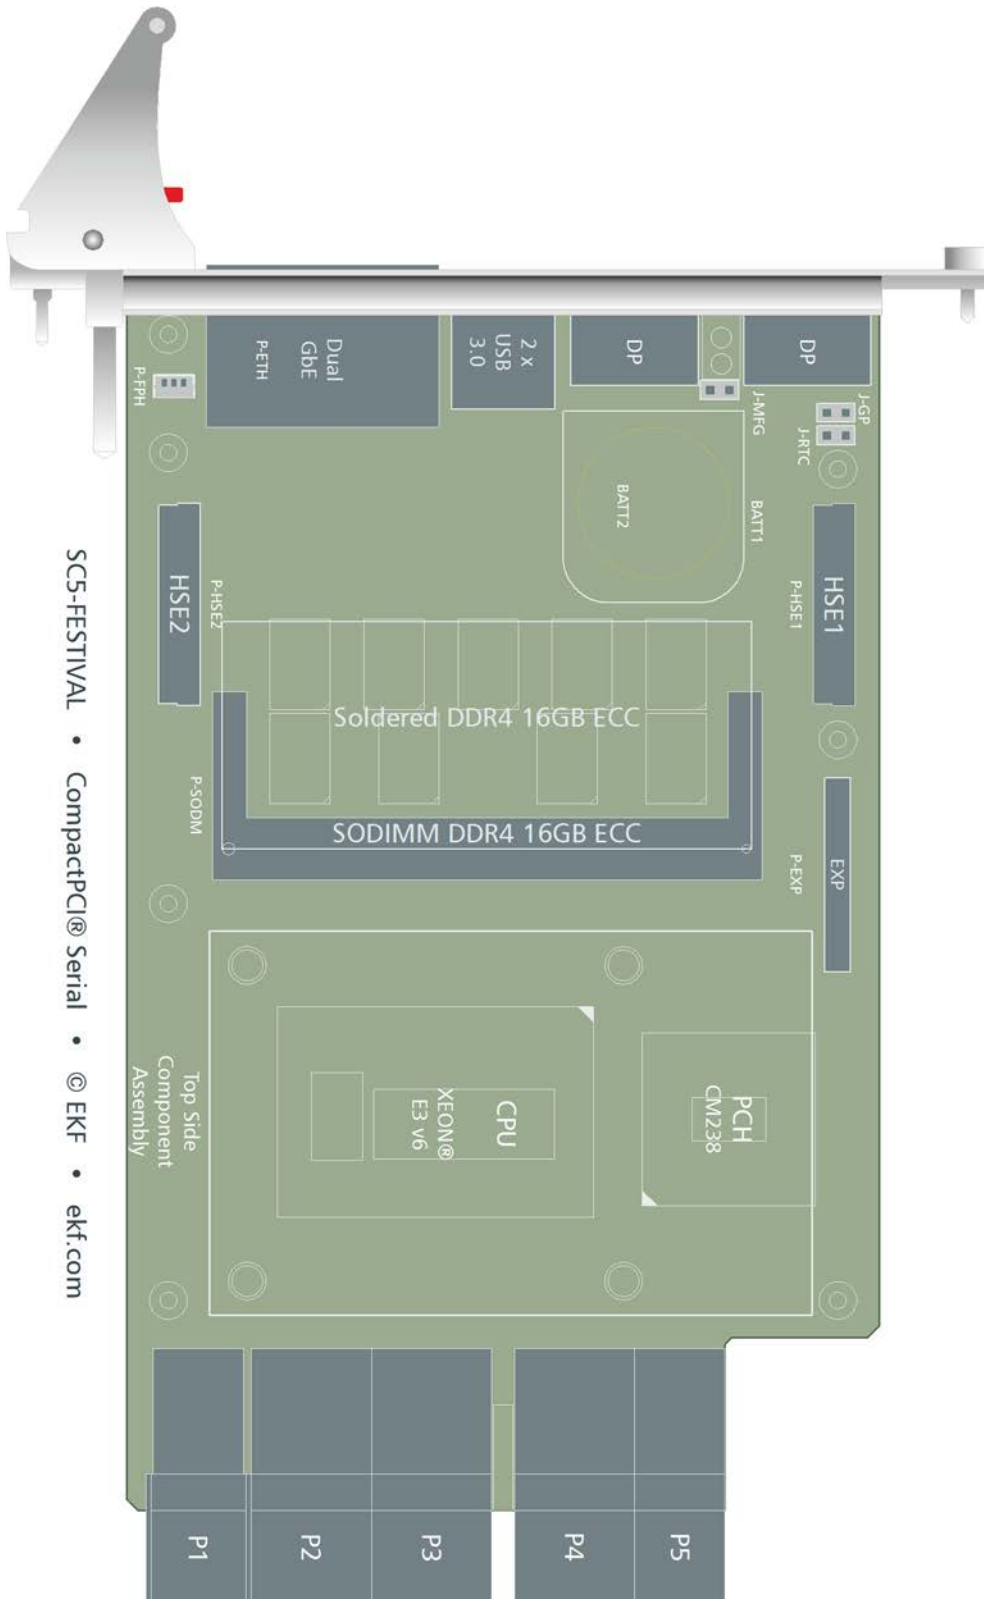 Dual
GbE
P-ETH
2 x
USB
3.0
DP
DP
P-FPH
J-MFG
J-GP
J-RTC
BATT2
BATT1
HSE2
P-HSE2
P-HSE1
HSE1
Soldered DDR4 16GB ECC
P-SODM
SODIMM DDR4 16GB ECC
P-EXP
EXP
SC5-FESTIVAL • CompactPCI® Serial • © EKF • ekf.com
Top Side
Component
Assembly
CPU
XEON®
E3 v6
PCH
CM238
P1
P2
P3
P4
P5